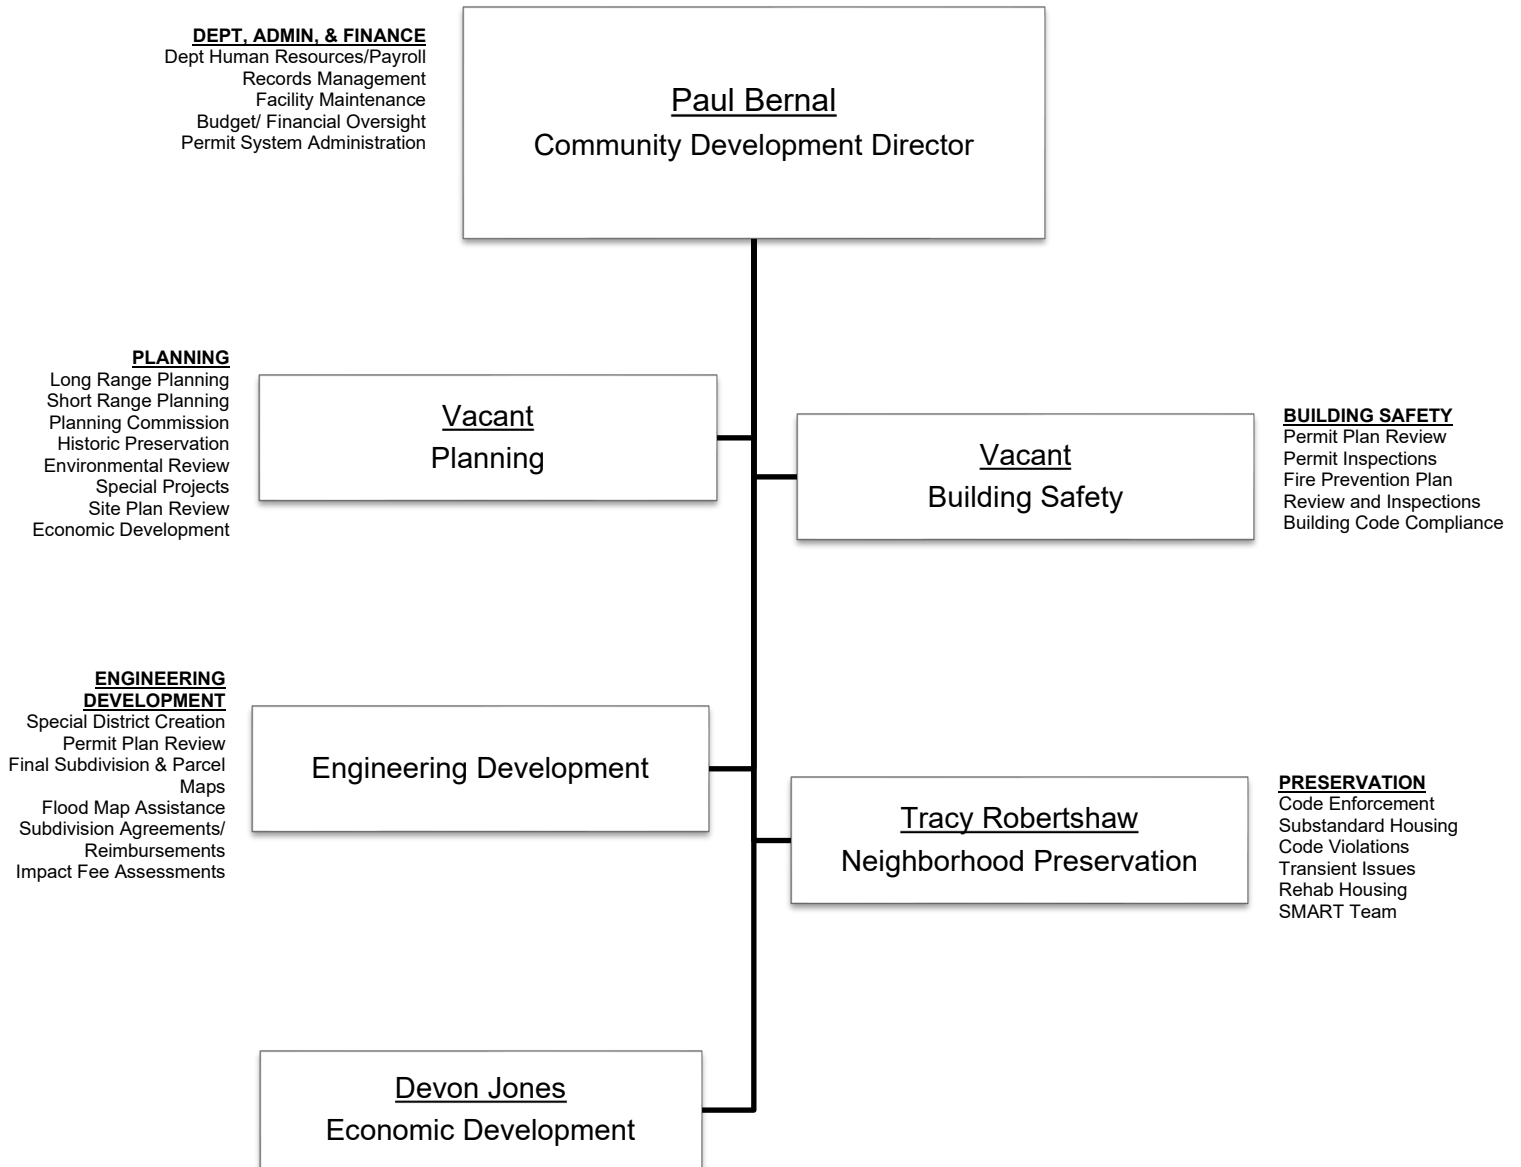 DEPT, ADMIN, & FINANCE
Dept Human Resources/Payroll
Records Management
Facility Maintenance
Budget/ Financial Oversight
Permit System Administration
Paul Bernal
Community Development Director
PLANNING
Long Range Planning
Short Range Planning
Planning Commission
Historic Preservation
Environmental Review
Special Projects
Site Plan Review
Economic Development
Vacant
Planning
Vacant
Building Safety
BUILDING SAFETY
Permit Plan Review
Permit Inspections
Fire Prevention Plan
Review and Inspections
Building Code Compliance
ENGINEERING
DEVELOPMENT
Special District Creation
Permit Plan Review
Final Subdivision & Parcel
Maps
Flood Map Assistance
Subdivision Agreements/
Reimbursements
Impact Fee Assessments
Engineering Development
Tracy Robertshaw
Neighborhood Preservation
PRESERVATION
Code Enforcement
Substandard Housing
Code Violations
Transient Issues
Rehab Housing
SMART Team
Devon Jones
Economic Development